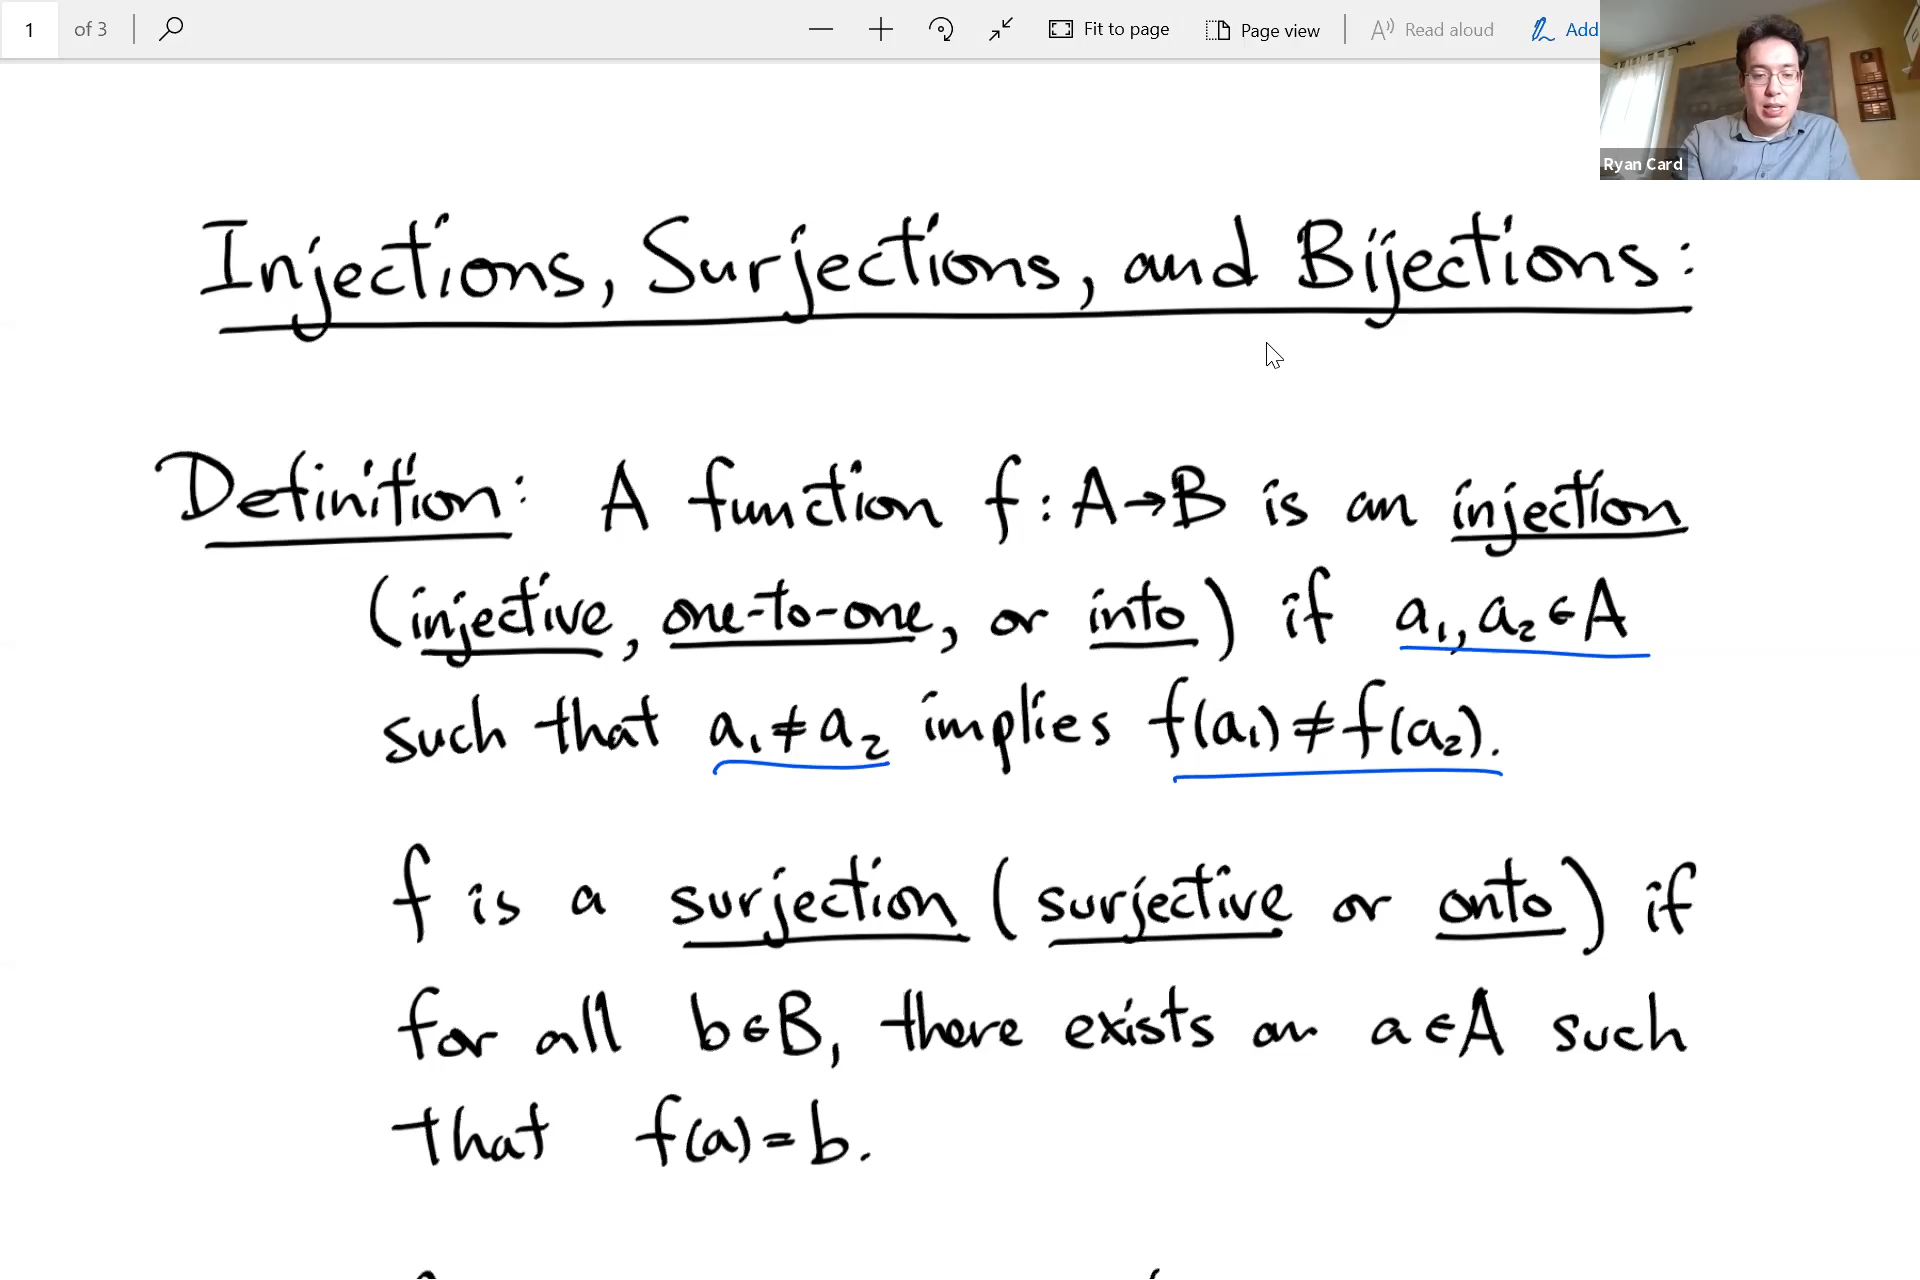 1 of 3 Fit to page Page view Read aloud Add
Ryan Card
Injections, Surjections, and Bijections:
Definition: A function f: A→B is an injection
(injective, one-to-one, or into) if a₁, a₂ ∈ A
such that a₁ ≠ a₂ implies f(a₁) ≠ f(a₂).
f is a surjection (surjective or onto) if
for all b∈B, there exists an a∈A such
that f(a) = b.